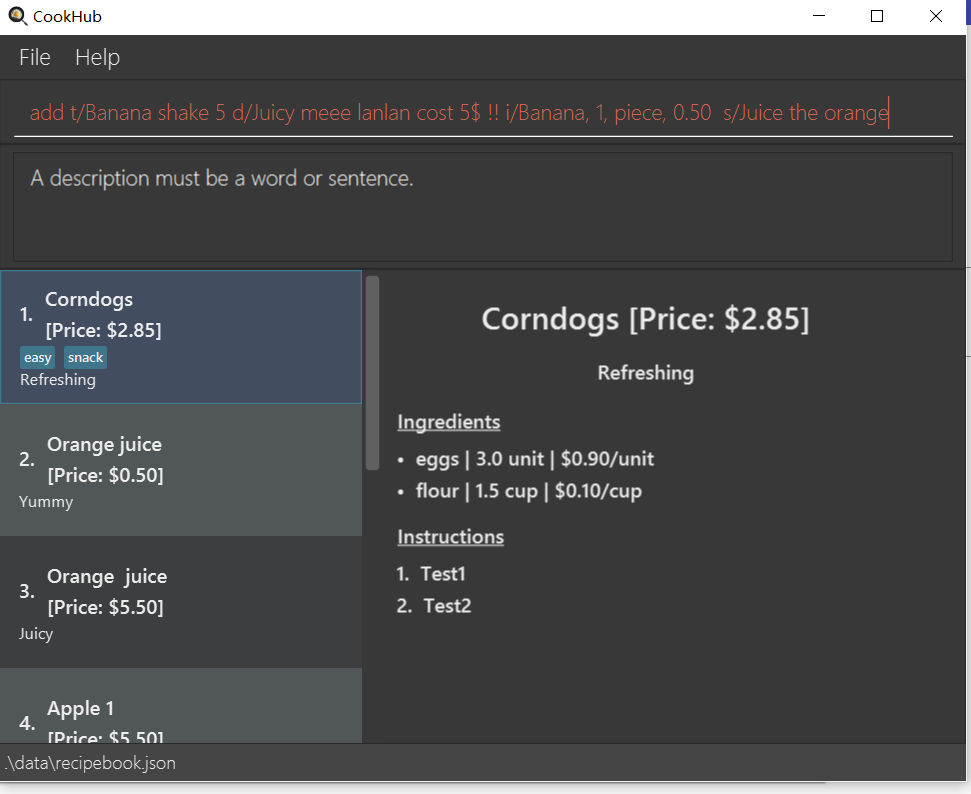 CookHub
File Help
add t/Banana shake 5 d/Juicy meee lanlan cost 5$ !! i/Banana, 1, piece, 0.50  s/Juice the orange
A description must be a word or sentence.
1. Corndogs
[Price: $2.85]
easy snack
Refreshing
2. Orange juice
[Price: $0.50]
Yummy
3. Orange  juice
[Price: $5.50]
Juicy
4. Apple 1
[Price: $5.50]
Corndogs [Price: $2.85]
Refreshing
Ingredients
• eggs | 3.0 unit | $0.90/unit
• flour | 1.5 cup | $0.10/cup
Instructions
1. Test1
2. Test2
.\data\recipebook.json